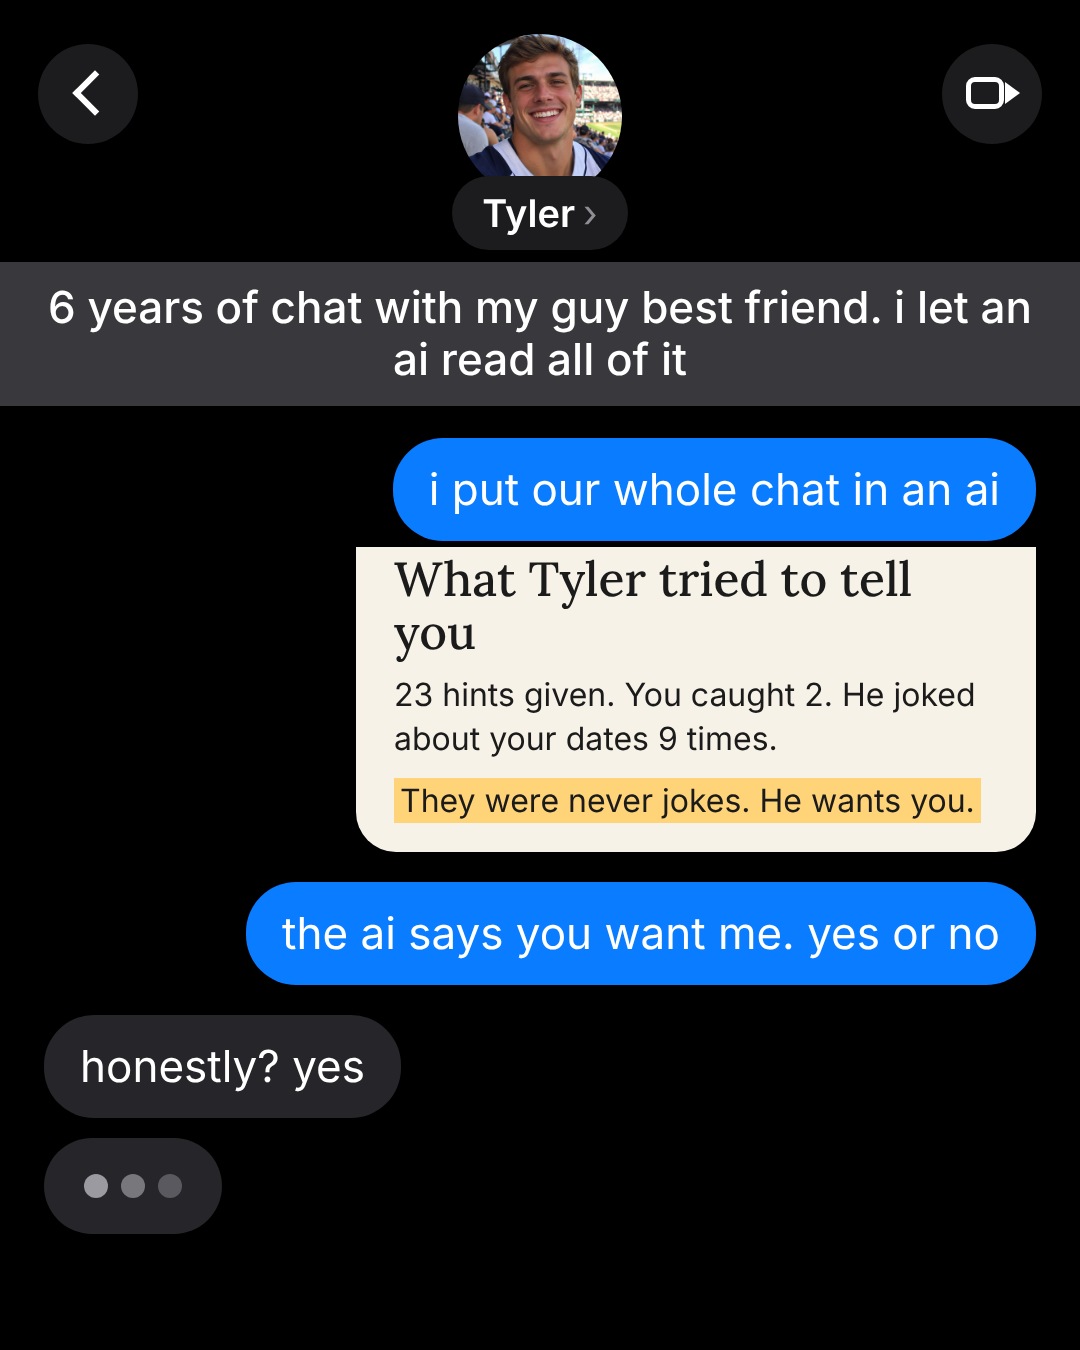 Tyler ›
6 years of chat with my guy best friend. i let an
ai read all of it
i put our whole chat in an ai
What Tyler tried to tell
you
23 hints given. You caught 2. He joked
about your dates 9 times.
They were never jokes. He wants you.
the ai says you want me. yes or no
honestly? yes